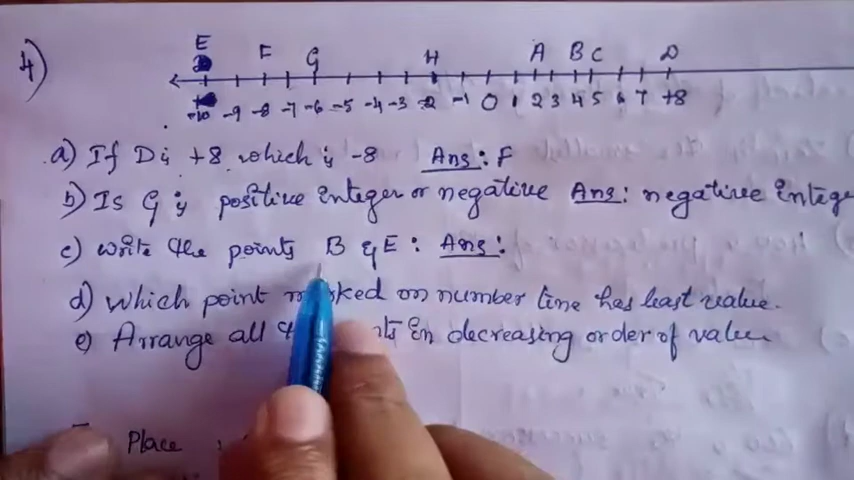 4)
E F G H A B C D
-10 -9 -8 -7 -6 -5 -4 -3 -2 -1 0 1 2 3 4 5 6 7 +8
a) If D is +8 which is -8 Ans: F
b) Is G is positive integer or negative Ans: negative Intege
c) write the points B & E: Ans:
d) Which point marked on number line has least value.
e) Arrange all in decreasing order of value
Place